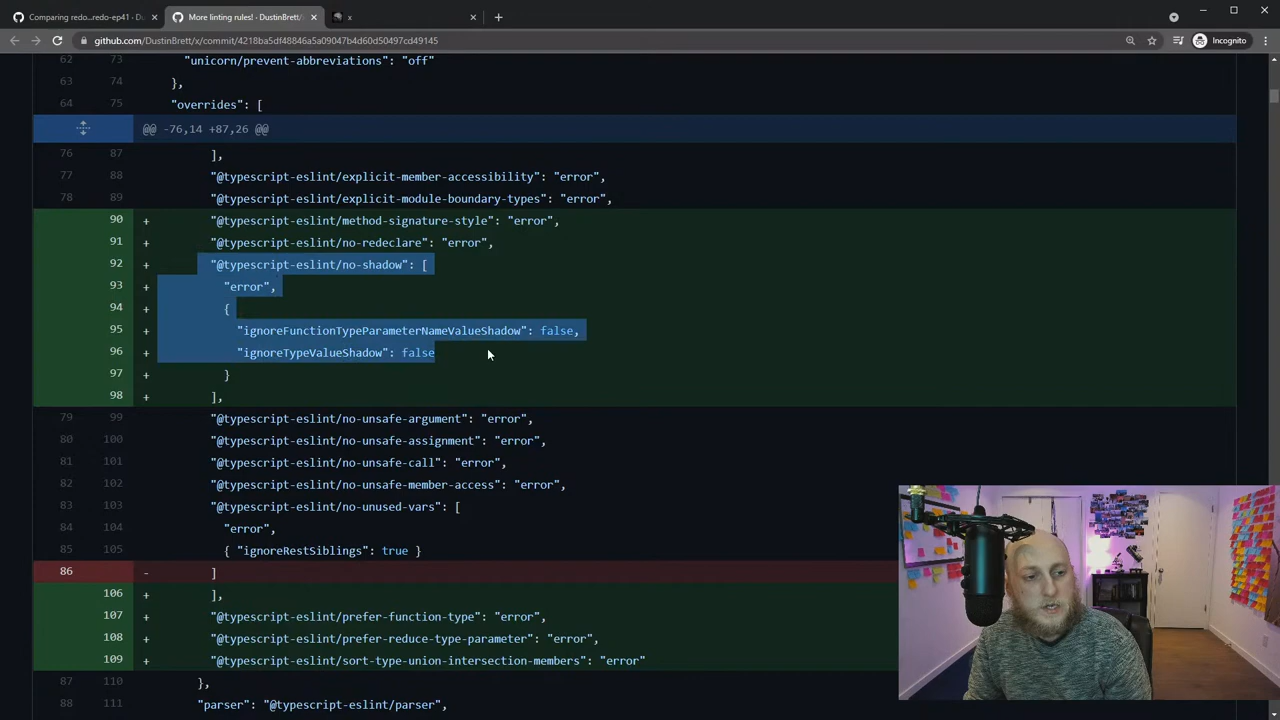 Comparing redo...redo-ep41 · Du
More linting rules! · DustinBrett/
x
github.com/DustinBrett/x/commit/4218ba5df48846a5a09047b4d60d50497cd49145
Incognito
62 73 "unicorn/prevent-abbreviations": "off"
63 74 },
64 75 "overrides": [
@@ -76,14 +87,26 @@
76 87 ],
77 88 "@typescript-eslint/explicit-member-accessibility": "error",
78 89 "@typescript-eslint/explicit-module-boundary-types": "error",
90 + "@typescript-eslint/method-signature-style": "error",
91 + "@typescript-eslint/no-redeclare": "error",
92 + "@typescript-eslint/no-shadow": [
93 + "error",
94 + {
95 + "ignoreFunctionTypeParameterNameValueShadow": false,
96 + "ignoreTypeValueShadow": false
97 + }
98 + ],
79 99 "@typescript-eslint/no-unsafe-argument": "error",
80 100 "@typescript-eslint/no-unsafe-assignment": "error",
81 101 "@typescript-eslint/no-unsafe-call": "error",
82 102 "@typescript-eslint/no-unsafe-member-access": "error",
83 103 "@typescript-eslint/no-unused-vars": [
84 104 "error",
85 105 { "ignoreRestSiblings": true }
86 - ]
106 + ],
107 + "@typescript-eslint/prefer-function-type": "error",
108 + "@typescript-eslint/prefer-reduce-type-parameter": "error",
109 + "@typescript-eslint/sort-type-union-intersection-members": "error"
87 110 },
88 111 "parser": "@typescript-eslint/parser",